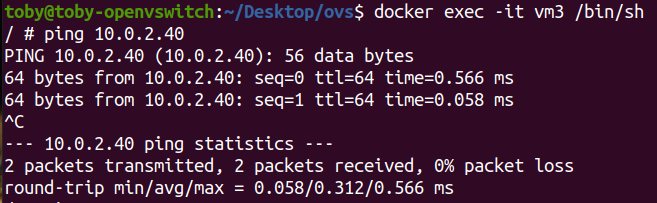 toby@toby-openvswitch:~/Desktop/ovs$ docker exec -it vm3 /bin/sh
/ # ping 10.0.2.40
PING 10.0.2.40 (10.0.2.40): 56 data bytes
64 bytes from 10.0.2.40: seq=0 ttl=64 time=0.566 ms
64 bytes from 10.0.2.40: seq=1 ttl=64 time=0.058 ms
^C
--- 10.0.2.40 ping statistics ---
2 packets transmitted, 2 packets received, 0% packet loss
round-trip min/avg/max = 0.058/0.312/0.566 ms